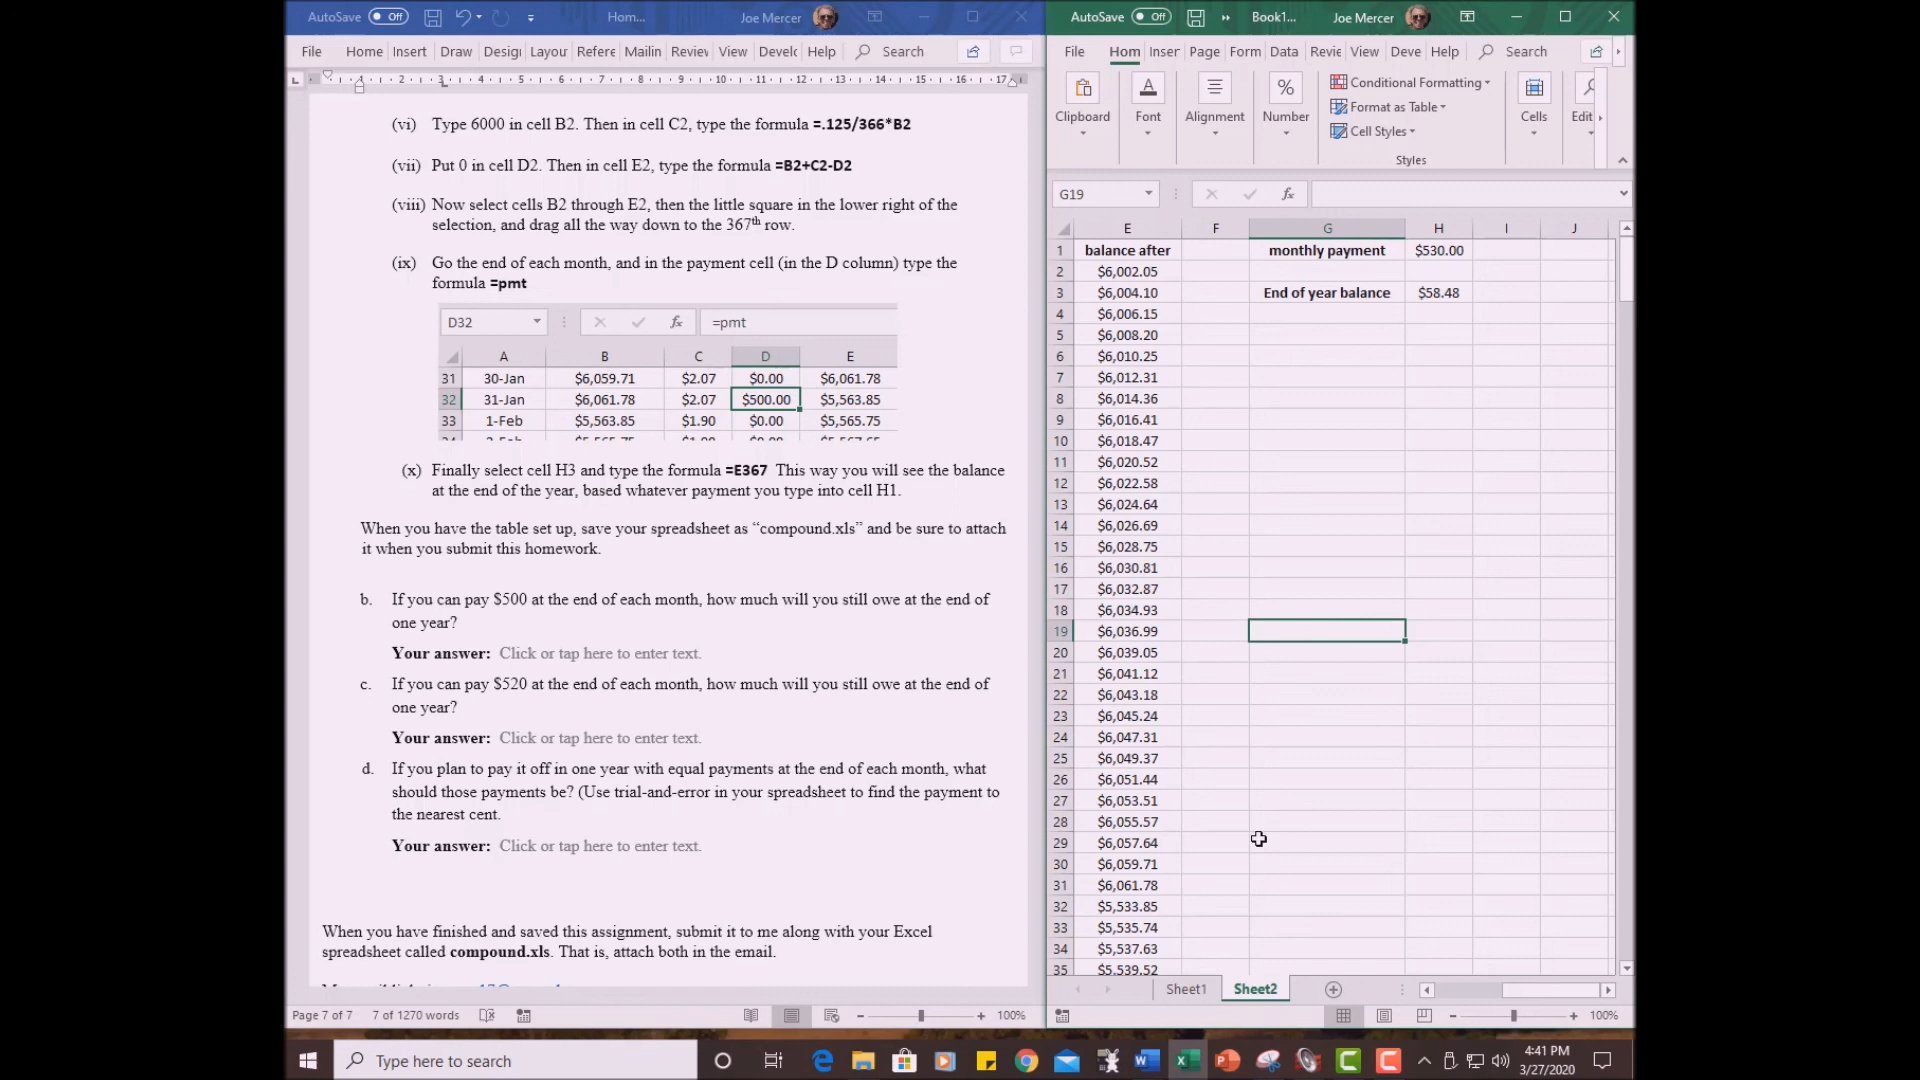 AutoSave Off Hom... Joe Mercer
File Home Insert Draw Desigi Layou Refere Mailin Review View Develo Help Search
1 2 3 4 5 6 7 8 9 10 11 12 13 14 15 16 17
(vi) Type 6000 in cell B2. Then in cell C2, type the formula =.125/366*B2
(vii) Put 0 in cell D2. Then in cell E2, type the formula =B2+C2-D2
(viii) Now select cells B2 through E2, then the little square in the lower right of the
selection, and drag all the way down to the 367th row.
(ix) Go the end of each month, and in the payment cell (in the D column) type the
formula =pmt
D32 fx =pmt
A B C D E
31 30-Jan $6,059.71 $2.07 $0.00 $6,061.78
32 31-Jan $6,061.78 $2.07 $500.00 $5,563.85
33 1-Feb $5,563.85 $1.90 $0.00 $5,565.75
(x) Finally select cell H3 and type the formula =E367 This way you will see the balance
at the end of the year, based whatever payment you type into cell H1.
When you have the table set up, save your spreadsheet as “compound.xls” and be sure to attach
it when you submit this homework.
b. If you can pay $500 at the end of each month, how much will you still owe at the end of
one year?
Your answer: Click or tap here to enter text.
c. If you can pay $520 at the end of each month, how much will you still owe at the end of
one year?
Your answer: Click or tap here to enter text.
d. If you plan to pay it off in one year with equal payments at the end of each month, what
should those payments be? (Use trial-and-error in your spreadsheet to find the payment to
the nearest cent.
Your answer: Click or tap here to enter text.
When you have finished and saved this assignment, submit it to me along with your Excel
spreadsheet called compound.xls. That is, attach both in the email.
Page 7 of 7 7 of 1270 words 100%
AutoSave Off Book1... Joe Mercer
File Hom Inser Page Form Data Revie View Deve Help Search
Clipboard Font Alignment Number Conditional Formatting Format as Table Cell Styles Cells Edit
Styles
G19 fx
E F G H I J
1 balance after monthly payment $530.00
2 $6,002.05
3 $6,004.10 End of year balance $58.48
4 $6,006.15
5 $6,008.20
6 $6,010.25
7 $6,012.31
8 $6,014.36
9 $6,016.41
10 $6,018.47
11 $6,020.52
12 $6,022.58
13 $6,024.64
14 $6,026.69
15 $6,028.75
16 $6,030.81
17 $6,032.87
18 $6,034.93
19 $6,036.99
20 $6,039.05
21 $6,041.12
22 $6,043.18
23 $6,045.24
24 $6,047.31
25 $6,049.37
26 $6,051.44
27 $6,053.51
28 $6,055.57
29 $6,057.64
30 $6,059.71
31 $6,061.78
32 $5,533.85
33 $5,535.74
34 $5,537.63
35 $5,539.52
Sheet1 Sheet2
100%
Type here to search
4:41 PM
3/27/2020